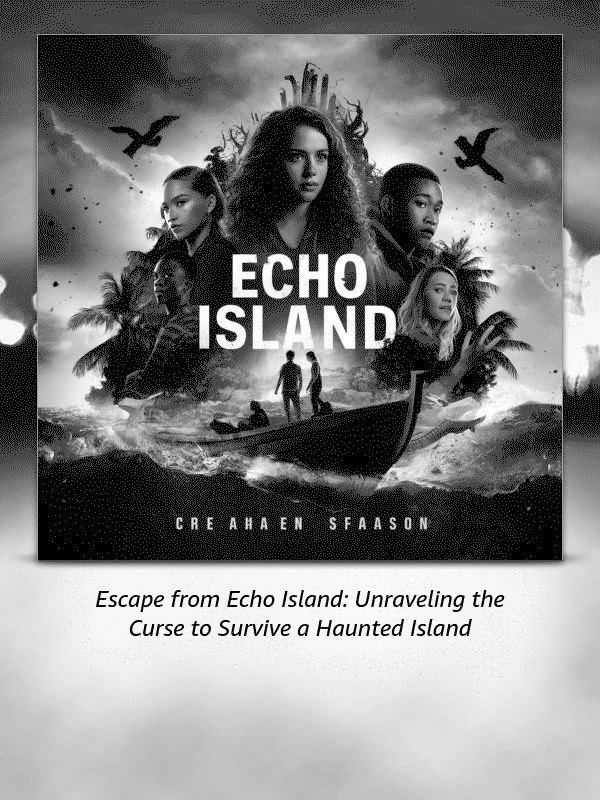 ECHO
ISLAND
CRE AHA EN SFAASON
Escape from Echo Island: Unraveling the
Curse to Survive a Haunted Island